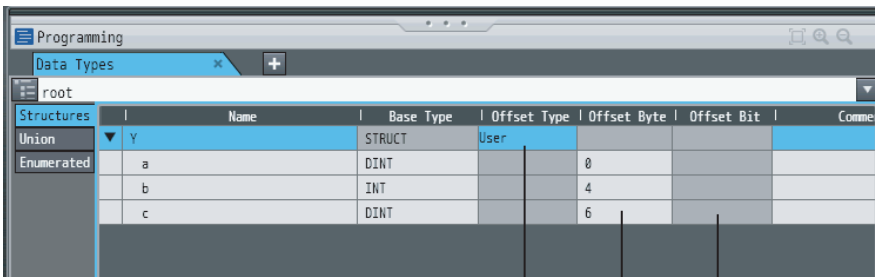 Programming
Data Types × +
root
Structures Name Base Type Offset Type Offset Byte Offset Bit Comme
Union Y STRUCT User
Enumerated a DINT 0
b INT 4
c DINT 6